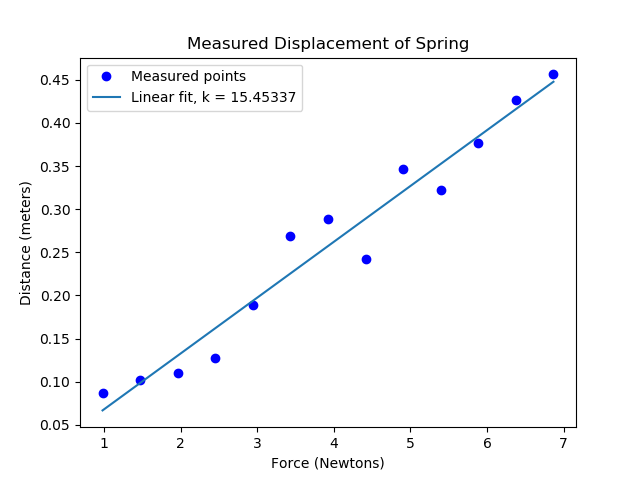 Measured Displacement of Spring
Measured points
Linear fit, k = 15.45337
Distance (meters)
0.45
0.40
0.35
0.30
0.25
0.20
0.15
0.10
0.05
1 2 3 4 5 6 7
Force (Newtons)